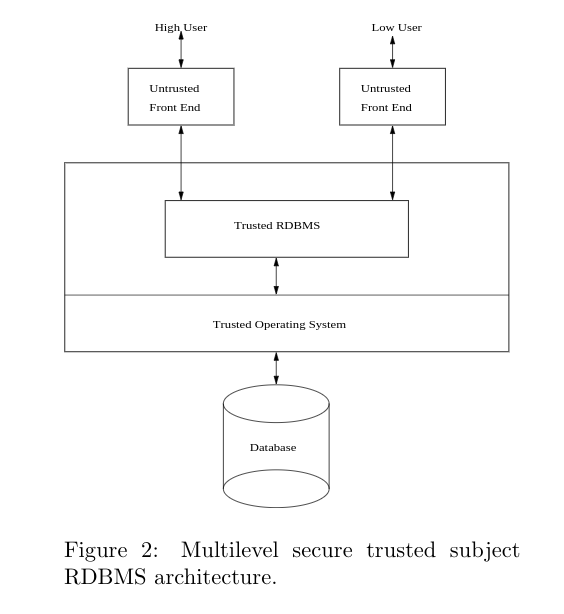 High User
Low User
Untrusted
Front End
Untrusted
Front End
Trusted RDBMS
Trusted Operating System
Database
Figure 2: Multilevel secure trusted subject
RDBMS architecture.